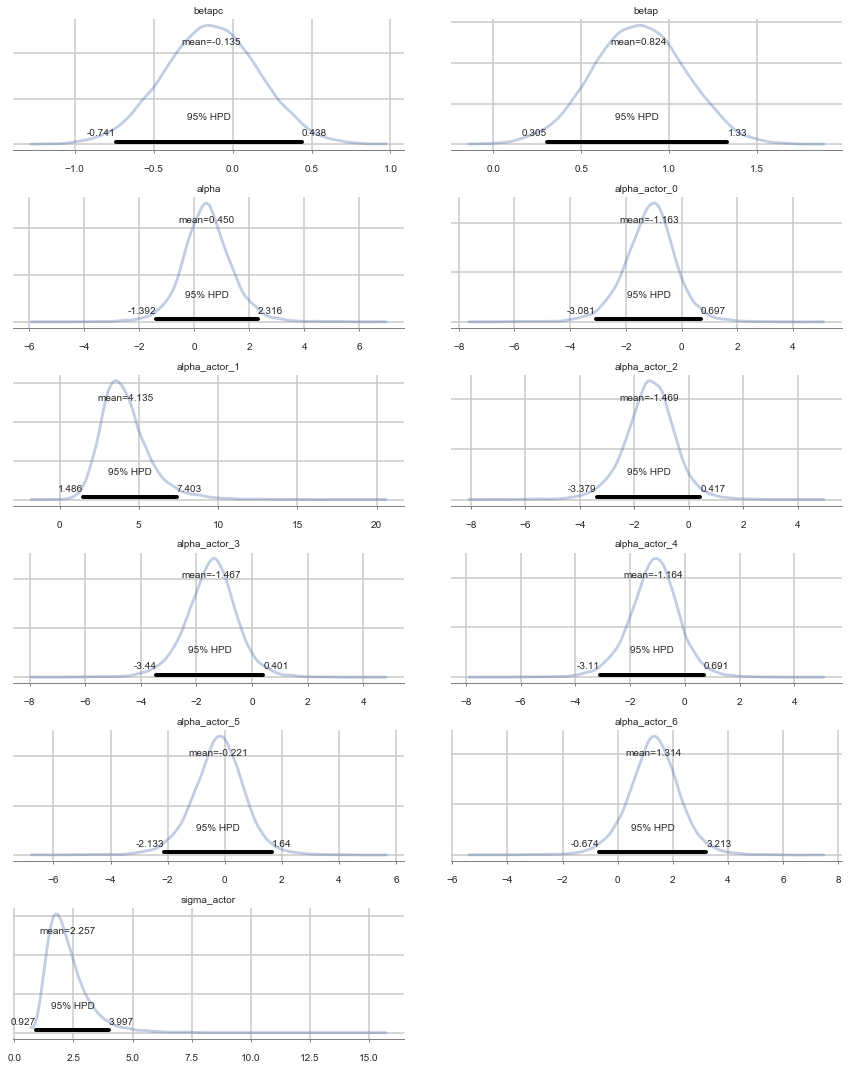 betapc
mean=-0.135
95% HPD
-0.741 0.438
−1.0 −0.5 0.0 0.5 1.0
betap
mean=0.824
95% HPD
0.305 1.33
0.0 0.5 1.0 1.5
alpha
mean=0.450
95% HPD
-1.392 2.316
−6 −4 −2 0 2 4 6
alpha_actor_0
mean=-1.163
95% HPD
-3.081 0.697
−8 −6 −4 −2 0 2 4
alpha_actor_1
mean=4.135
95% HPD
1.486 7.403
0 5 10 15 20
alpha_actor_2
mean=-1.469
95% HPD
-3.379 0.417
−8 −6 −4 −2 0 2 4
alpha_actor_3
mean=-1.467
95% HPD
-3.44 0.401
−8 −6 −4 −2 0 2 4
alpha_actor_4
mean=-1.164
95% HPD
-3.11 0.691
−8 −6 −4 −2 0 2 4
alpha_actor_5
mean=-0.221
95% HPD
-2.133 1.64
−6 −4 −2 0 2 4 6
alpha_actor_6
mean=1.314
95% HPD
-0.674 3.213
−6 −4 −2 0 2 4 6 8
sigma_actor
mean=2.257
95% HPD
0.927 3.997
0.0 2.5 5.0 7.5 10.0 12.5 15.0